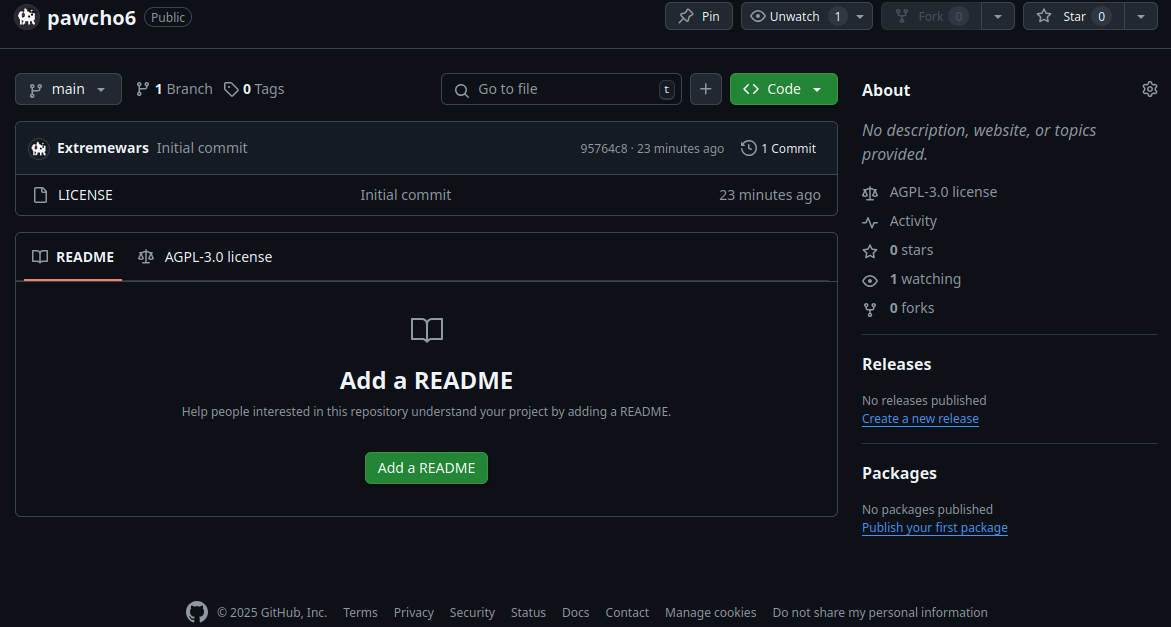 pawcho6 Public Pin Unwatch 1 Fork 0 Star 0
main 1 Branch 0 Tags Go to file t Code
Extremewars Initial commit 95764c8 · 23 minutes ago 1 Commit
LICENSE Initial commit 23 minutes ago
README AGPL-3.0 license
Add a README
Help people interested in this repository understand your project by adding a README.
Add a README
About
No description, website, or topics
provided.
AGPL-3.0 license
Activity
0 stars
1 watching
0 forks
Releases
No releases published
Create a new release
Packages
No packages published
Publish your first package
© 2025 GitHub, Inc. Terms Privacy Security Status Docs Contact Manage cookies Do not share my personal information